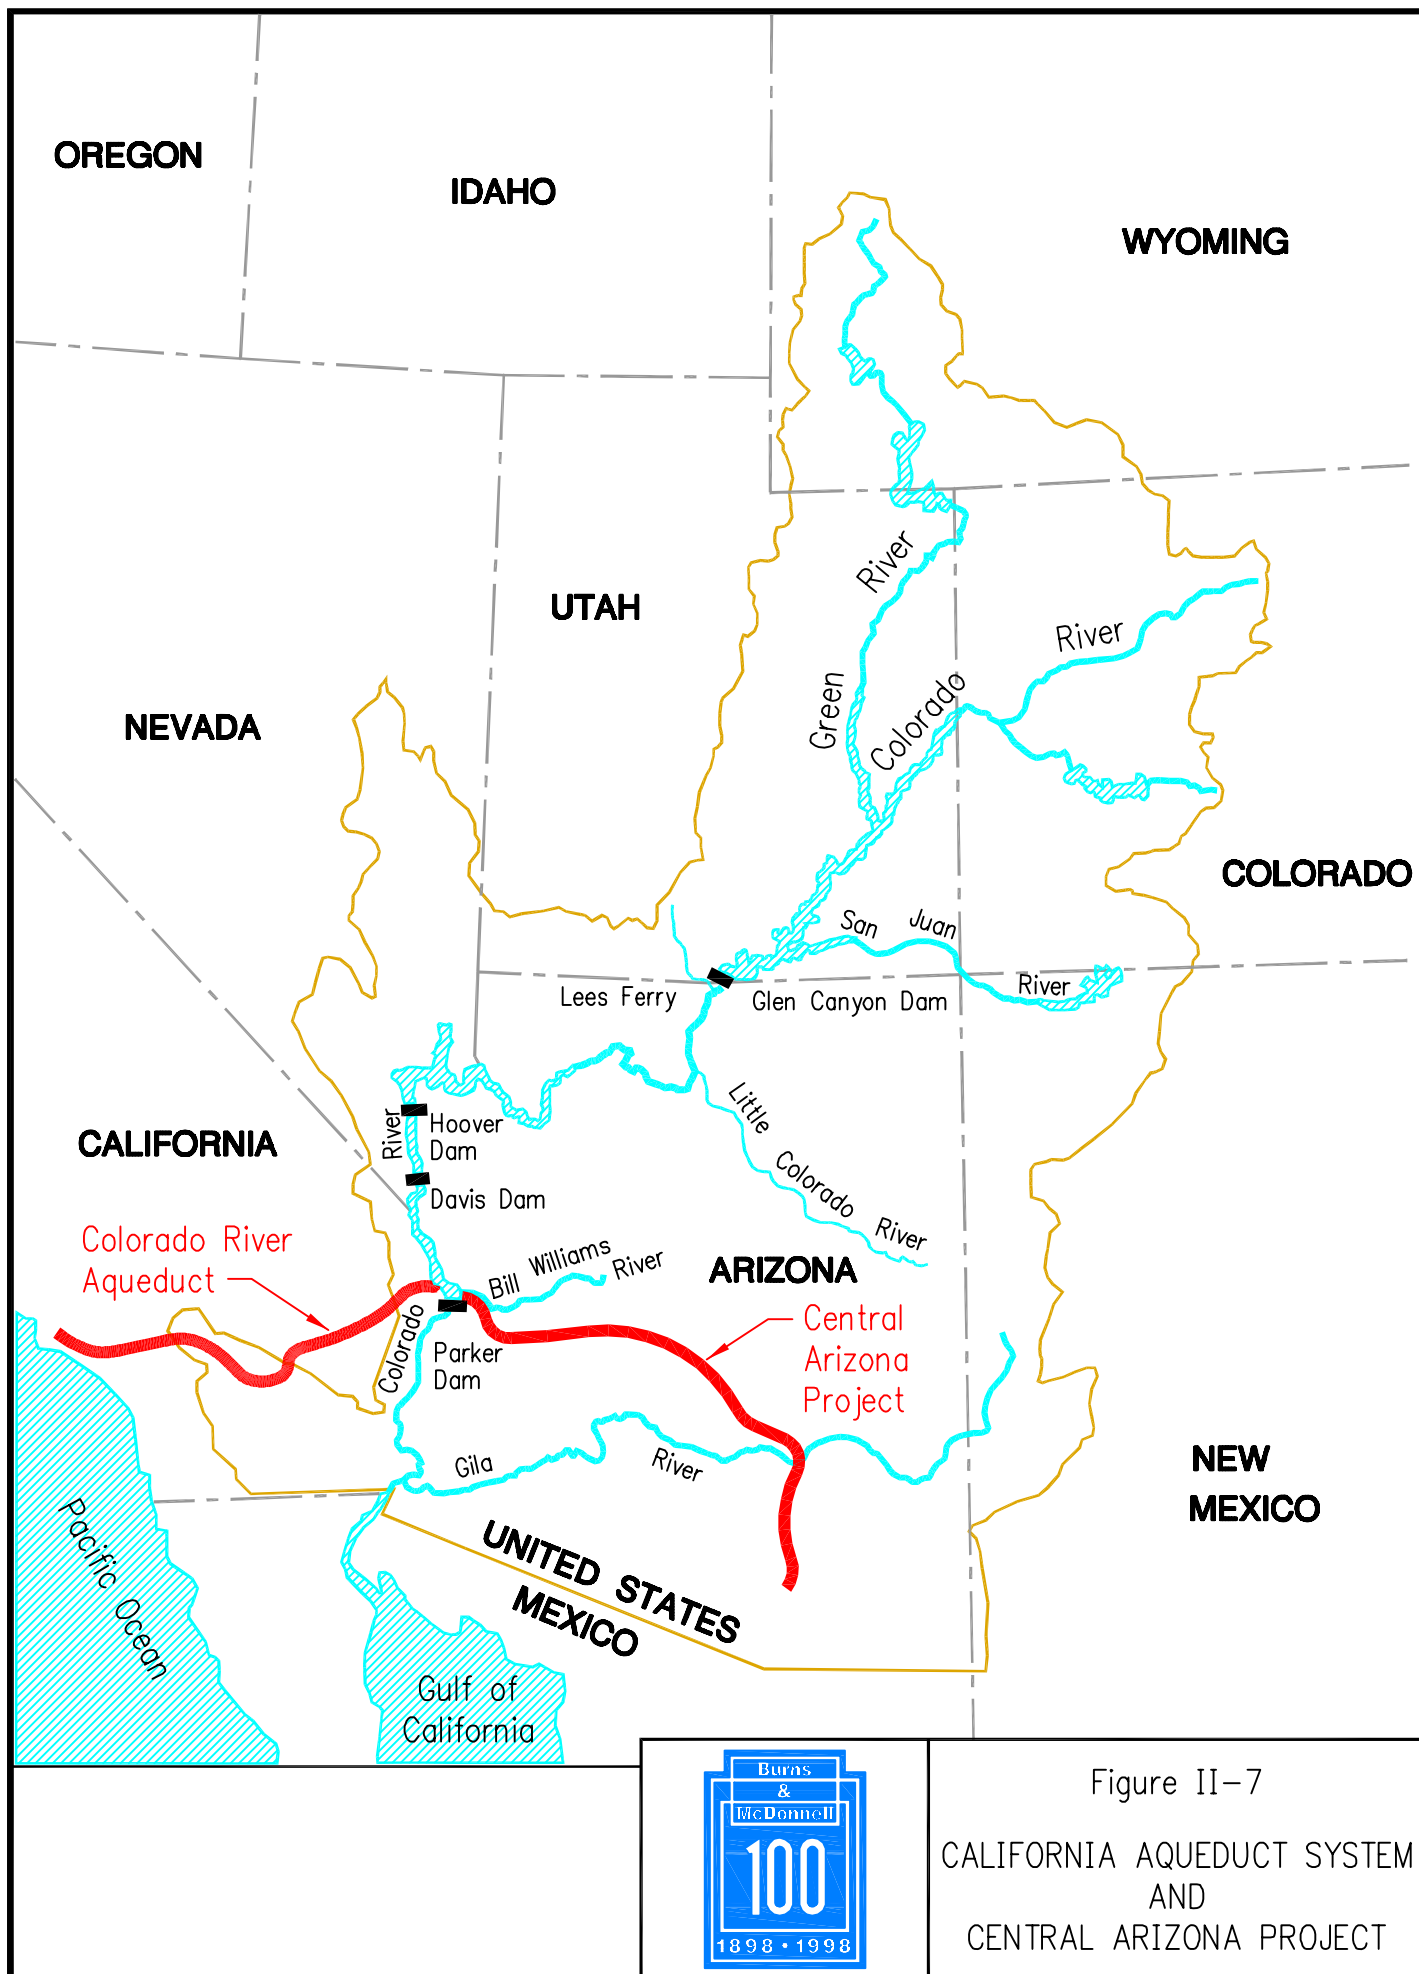 OREGON
IDAHO
WYOMING
River
Green
UTAH
River
Colorado
NEVADA
COLORADO
San Juan
River
Lees Ferry
Glen Canyon Dam
Little
Colorado
River
River
Hoover
Dam
CALIFORNIA
Davis Dam
Colorado River
Aqueduct
Bill Williams
River
ARIZONA
Central
Arizona
Project
Colorado
Parker
Dam
Gila
River
NEW
MEXICO
UNITED STATES
MEXICO
Pacific Ocean
Gulf of
California
Burns
&
McDonnell
100
1898 • 1998
Figure II-7
CALIFORNIA AQUEDUCT SYSTEM
AND
CENTRAL ARIZONA PROJECT